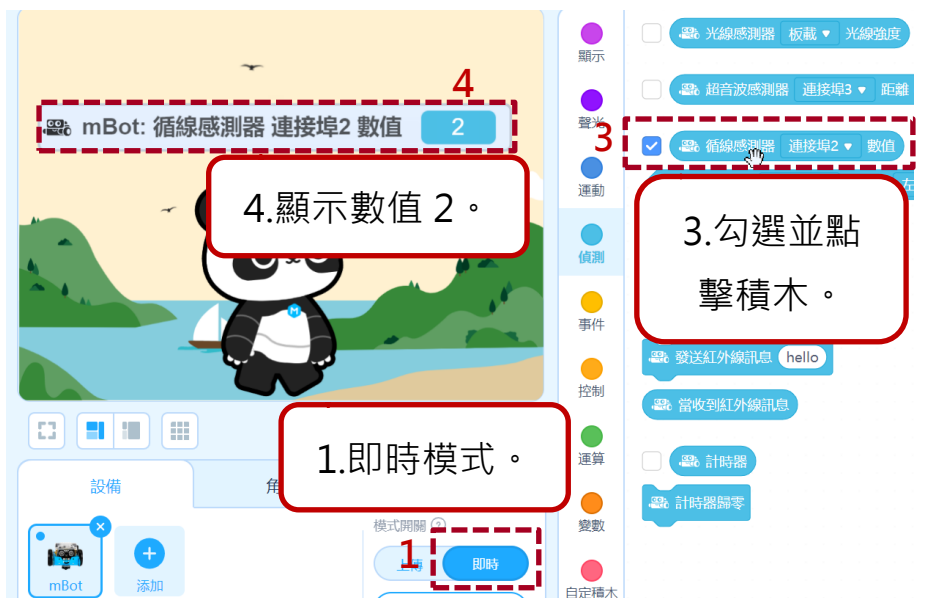 4
mBot: 循線感測器 連接埠2 數值 2
4.顯示數值 2。
M
1.即時模式。
設備
角
模式開關 ?
1
上傳 即時
mBot
添加
顯示
聲光
運動
偵測
事件
控制
運算
變數
自定積木
光線感測器 板載 光線強度
超音波感測器 連接埠3 距離
3
循線感測器 連接埠2 數值
左
3.勾選並點
擊積木。
發送紅外線訊息 hello
當收到紅外線訊息
計時器
計時器歸零